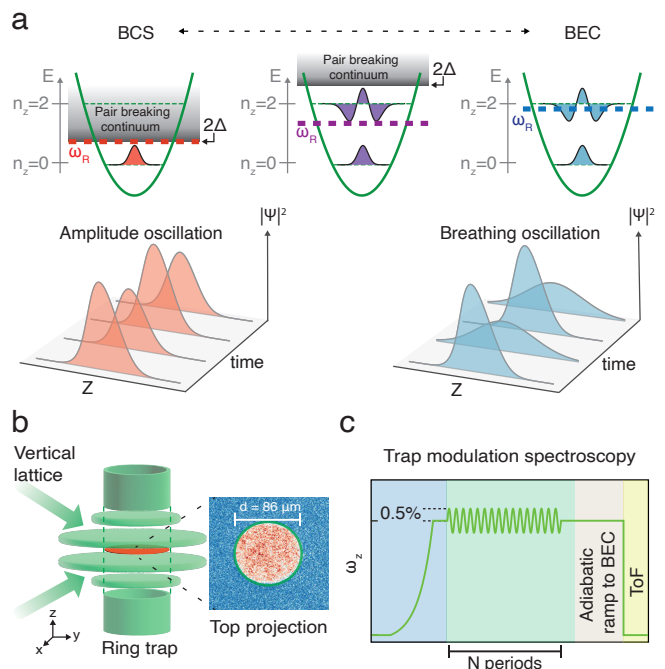 a
BCS
BEC
E
Pair breaking
continuum
2Δ
n_z=2
n_z=0
ω_R
E
Pair breaking
continuum
2Δ
n_z=2
n_z=0
ω_R
E
n_z=2
n_z=0
ω_R
Amplitude oscillation
|Ψ|²
time
Z
Breathing oscillation
|Ψ|²
time
Z
b
Vertical
lattice
d = 86 µm
z
y
x
Ring trap
Top projection
c
Trap modulation spectroscopy
0.5%
ω_z
Adiabatic
ramp to BEC
ToF
N periods